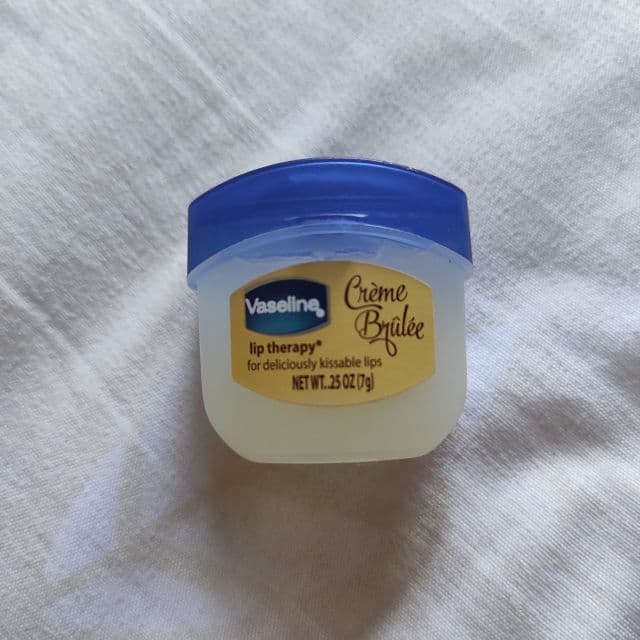 Vaseline
Crème
Brûlée
lip therapy®
for deliciously kissable lips
NET WT. .25 OZ (7g)